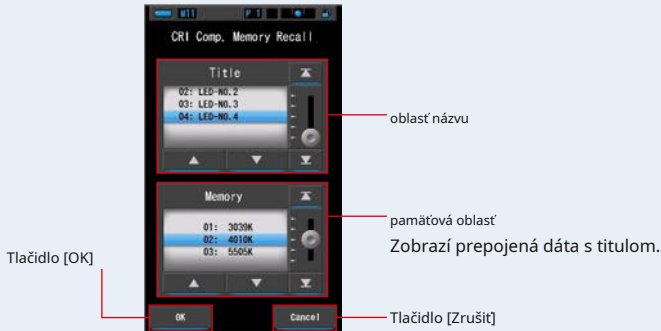 M11 P 1
CRI Comp. Memory Recall
Title
02: LED-NO.2
03: LED-NO.3
04: LED-NO.4
oblasť názvu
Memory
01: 3039K
02: 4010K
03: 5505K
pamäťová oblasť
Zobrazí prepojená dáta s titulom.
Tlačidlo [OK]
OK
Cancel
Tlačidlo [Zrušiť]